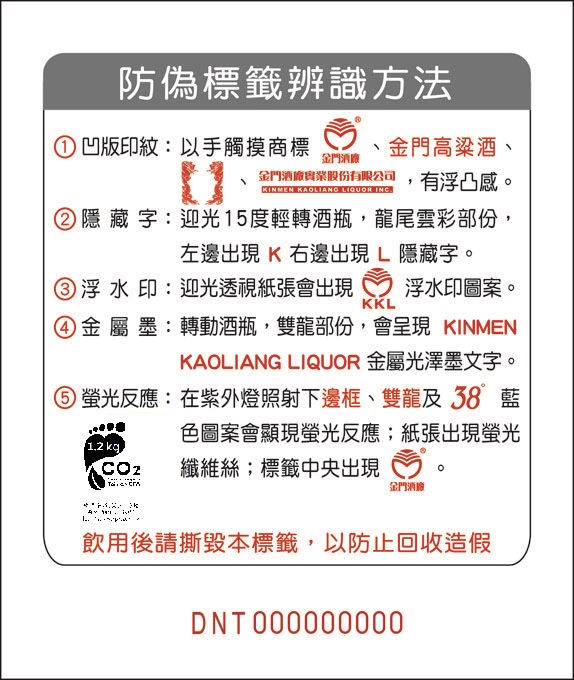 防偽標籤辨識方法
① 凹版印紋：以手觸摸商標 金門酒廠® 、金門高粱酒、
、金門酒廠實業股份有限公司 KINMEN KAOLIANG LIQUOR INC. ，有浮凸感。
② 隱藏字：迎光15度輕轉酒瓶，龍尾雲彩部份，
左邊出現 K 右邊出現 L 隱藏字。
③ 浮水印：迎光透視紙張會出現 KKL 浮水印圖案。
④ 金屬墨：轉動酒瓶，雙龍部份，會呈現 KINMEN
KAOLIANG LIQUOR 金屬光澤墨文字。
⑤ 螢光反應：在紫外燈照射下邊框、雙龍及 38° 藍
色圖案會顯現螢光反應；紙張出現螢光
纖維絲；標籤中央出現 金門酒廠® 。
1.2 kg
CO2
飲用後請撕毀本標籤，以防止回收造假
DNT000000000